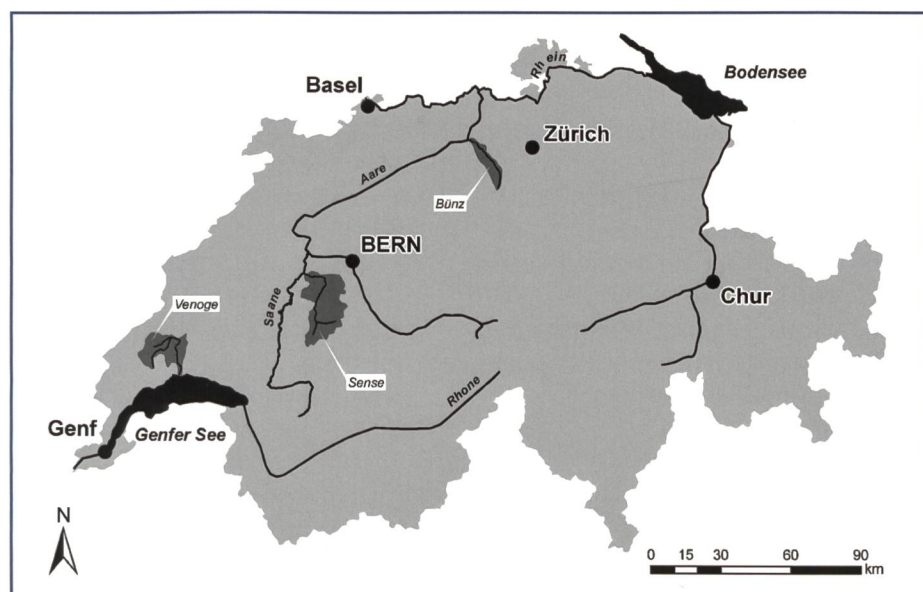 Basel
Rhein
Bodensee
Zürich
Aare
Bünz
BERN
Chur
Saane
Venoge
Sense
Rhone
Genf
Genfer See
N
0 15 30 60 90
km